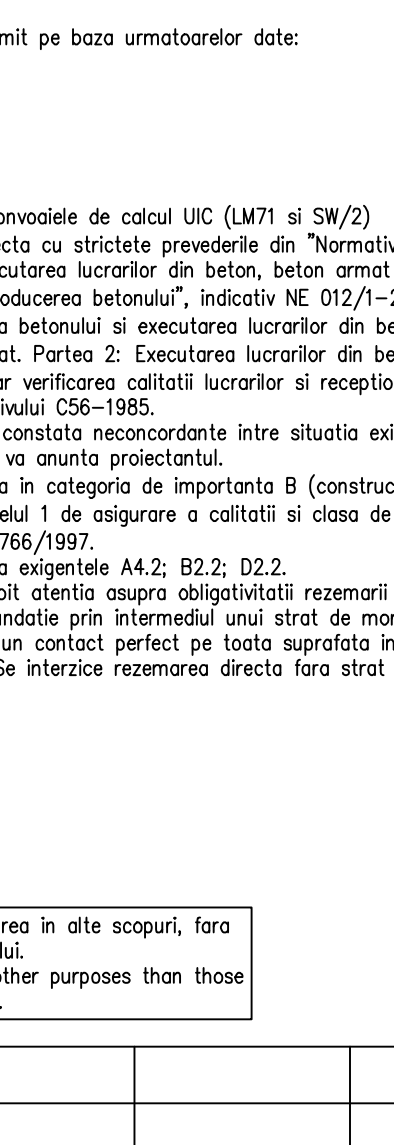 mit pe baza urmatoarelor date:
onvoaiele de calcul UIC (LM71 si SW/2)
ecta cu strictete prevederile din "Normativ
cutarea lucrarilor din beton, beton armat
oducerea betonului", indicativ NE 012/1-2
a betonului si executarea lucrarilor din be
at. Partea 2: Executarea lucrarilor din be
ar verificarea calitatii lucrarilor si receptio
ivului C56-1985.
constata neconcordante intre situatia exi
va anunta proiectantul.
a in categoria de importanta B (construc
elul 1 de asigurare a calitatii si clasa de
766/1997.
a exigentele A4.2; B2.2; D2.2.
bit atentia asupra obligativitatii rezemarii
undatie prin intermediul unui strat de mor
un contact perfect pe toata suprafata in
Se interzice rezemarea directa fara strat
rea in alte scopuri, fara
lui.
other purposes than those
.